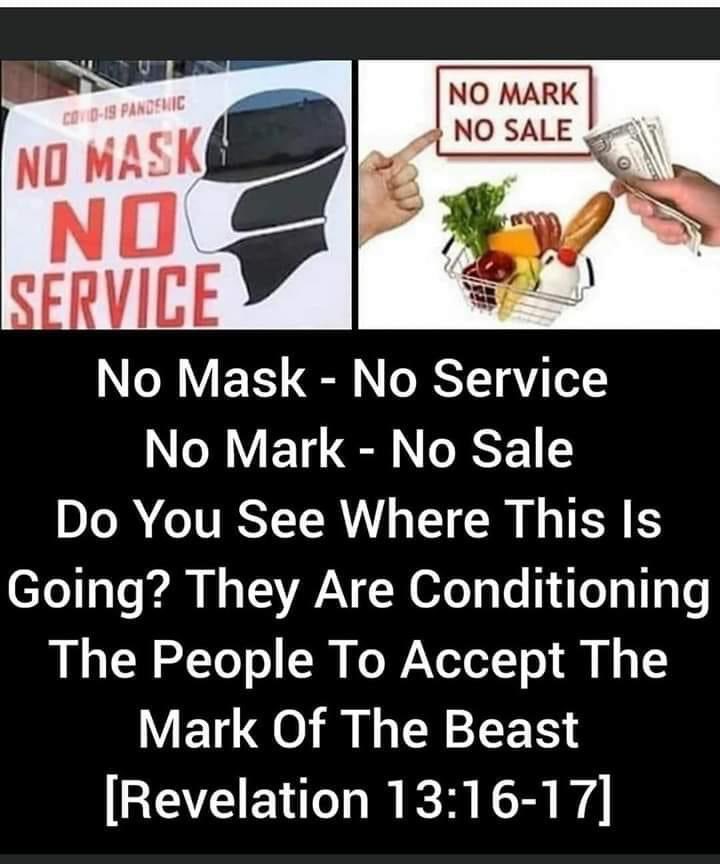 COVID-19 PANDEMIC
NO MASK
NO
SERVICE
NO MARK
NO SALE
No Mask - No Service
No Mark - No Sale
Do You See Where This Is
Going? They Are Conditioning
The People To Accept The
Mark Of The Beast
[Revelation 13:16-17]